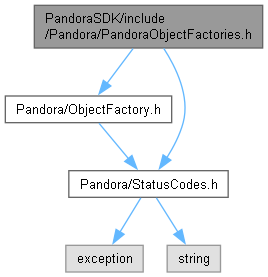 PandoraSDK/include
/Pandora/PandoraObjectFactories.h
Pandora/ObjectFactory.h
Pandora/StatusCodes.h
exception
string